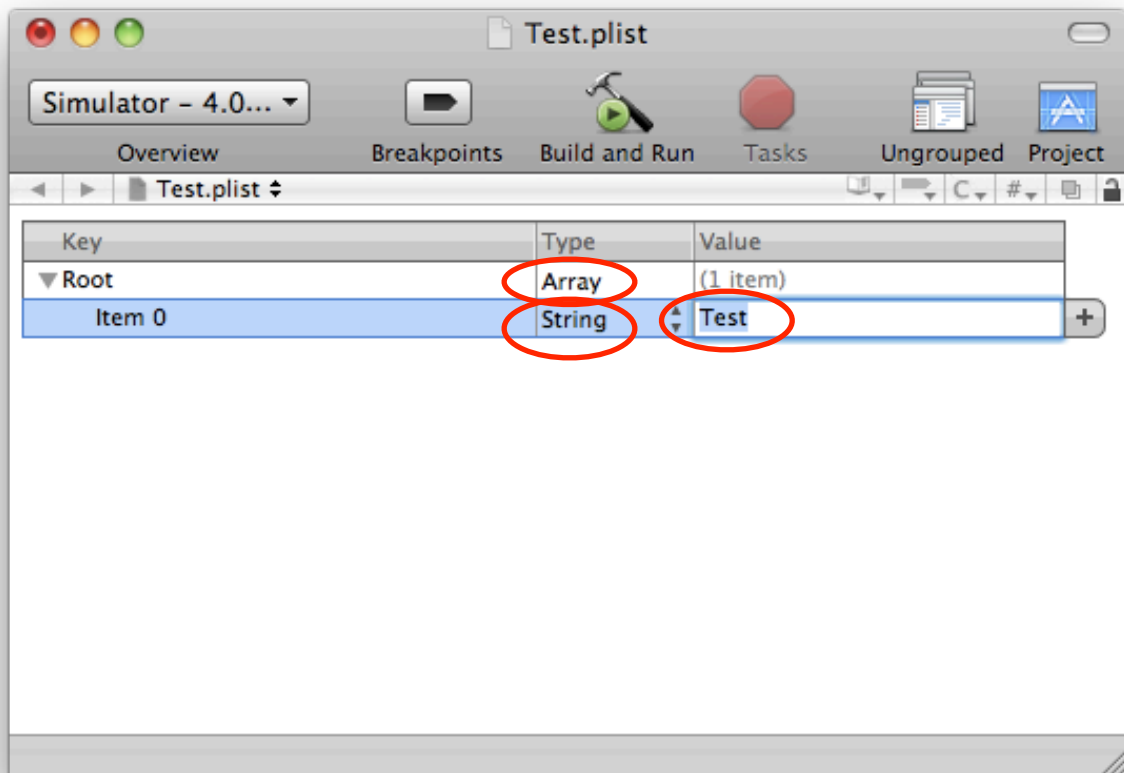 Test.plist
Simulator – 4.0...
Overview Breakpoints Build and Run Tasks Ungrouped Project
Test.plist C #
Key Type Value
Root Array (1 item)
Item 0 String Test +